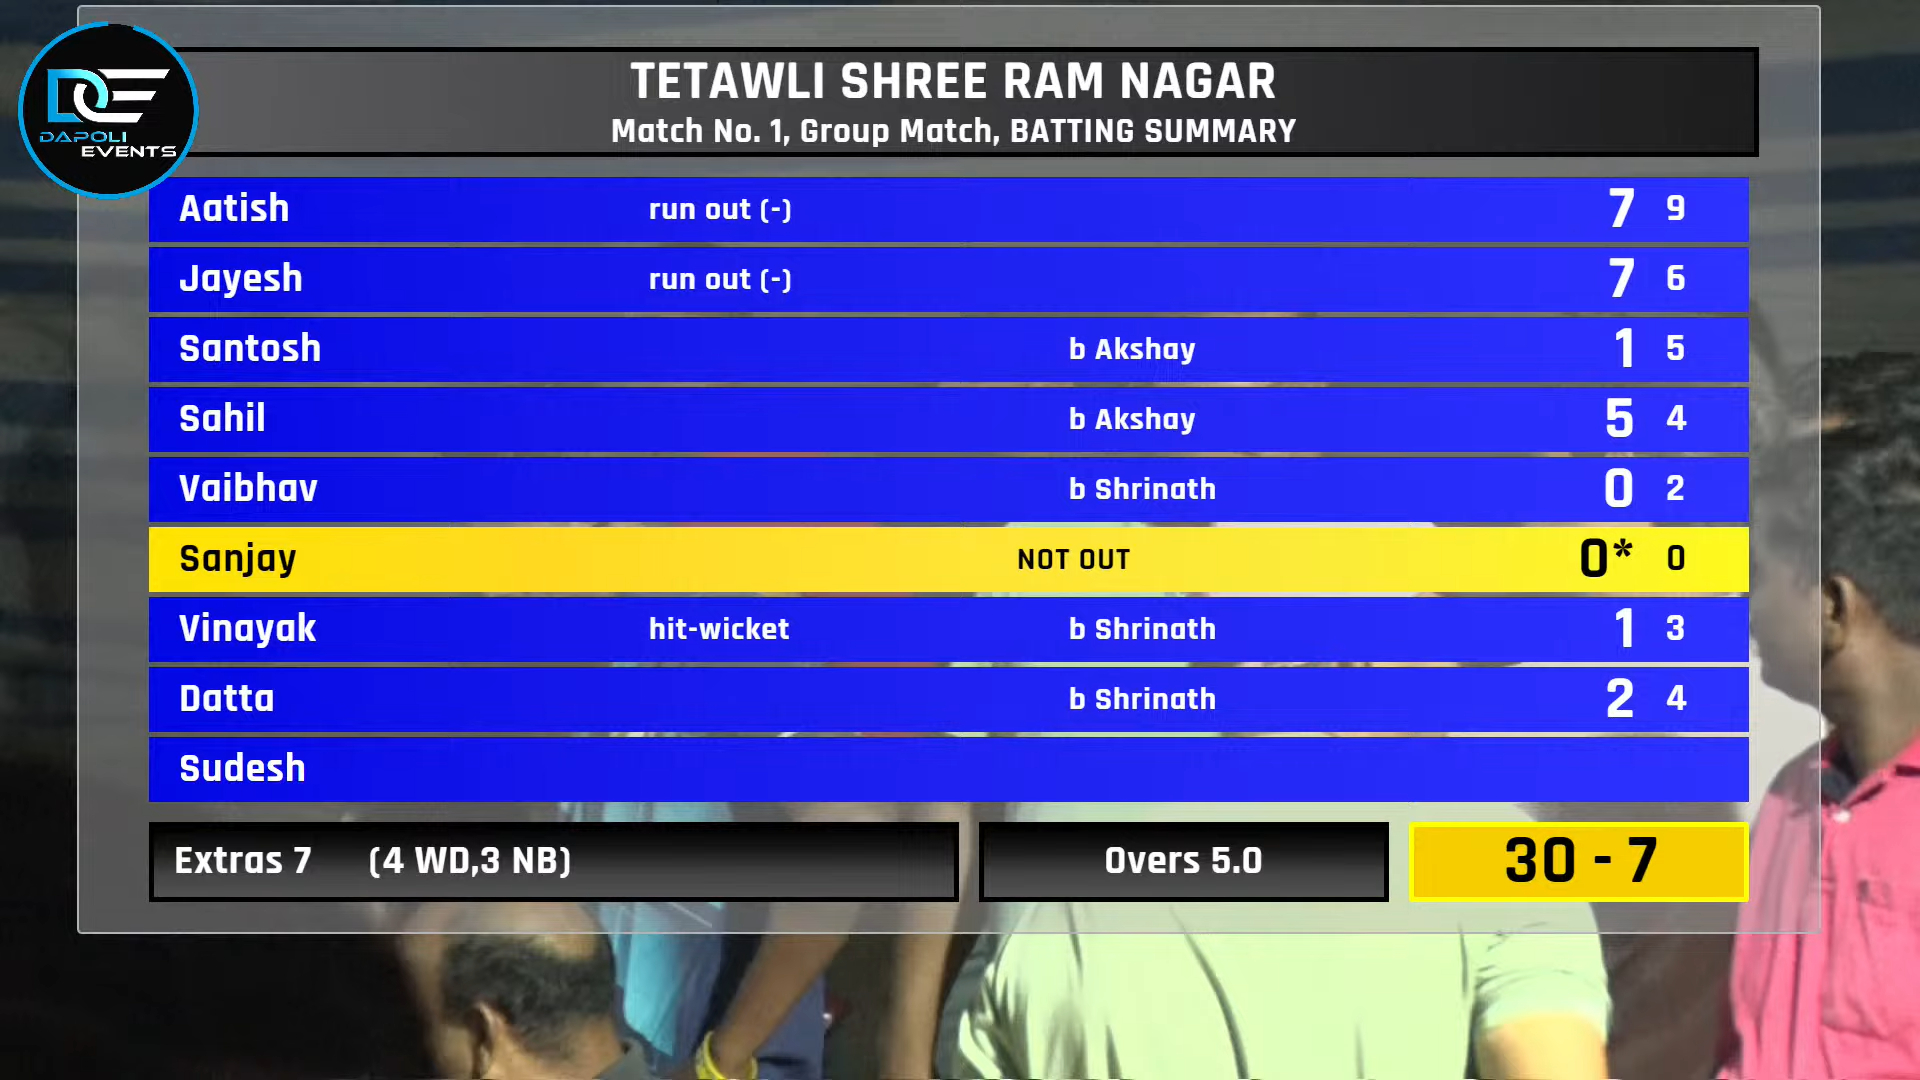 DAPOLI
EVENTS
TETAWLI SHREE RAM NAGAR
Match No. 1, Group Match, BATTING SUMMARY
Aatish run out (-) 7 9
Jayesh run out (-) 7 6
Santosh b Akshay 1 5
Sahil b Akshay 5 4
Vaibhav b Shrinath 0 2
Sanjay NOT OUT 0* 0
Vinayak hit-wicket b Shrinath 1 3
Datta b Shrinath 2 4
Sudesh
Extras 7 (4 WD,3 NB) Overs 5.0 30 - 7